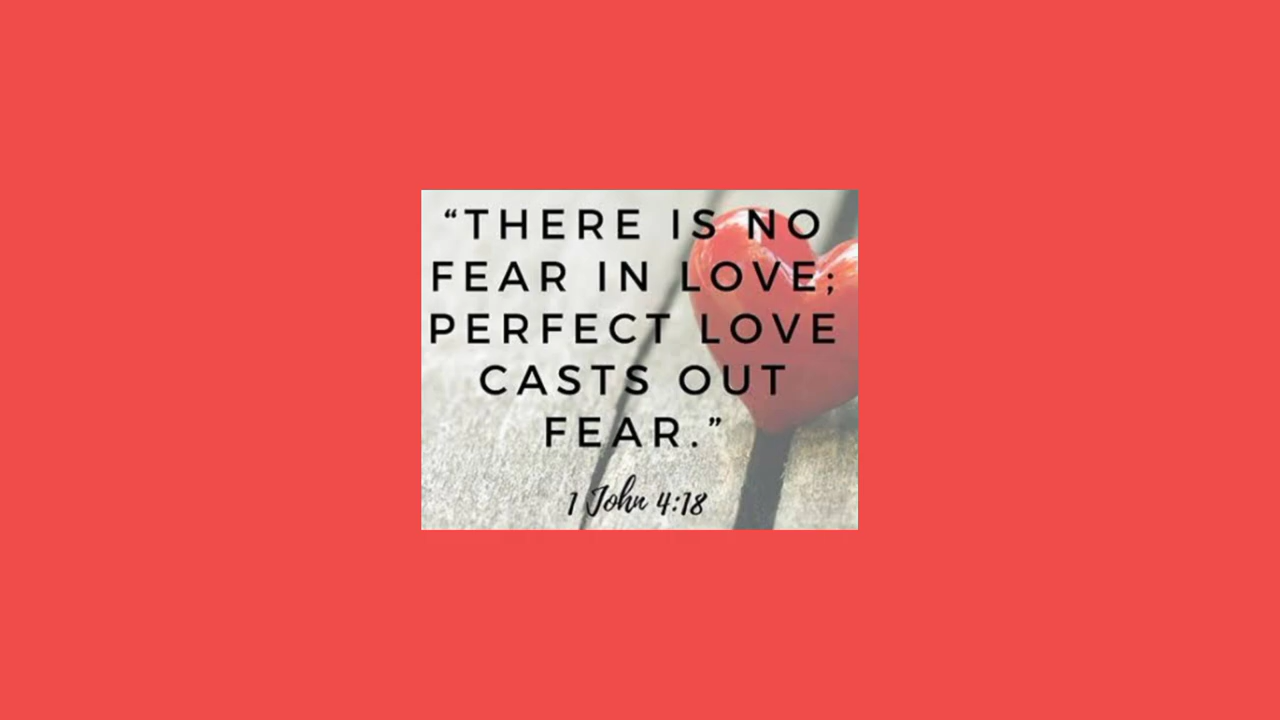 “THERE IS NO
FEAR IN LOVE;
PERFECT LOVE
CASTS OUT
FEAR.”
1 John 4:18